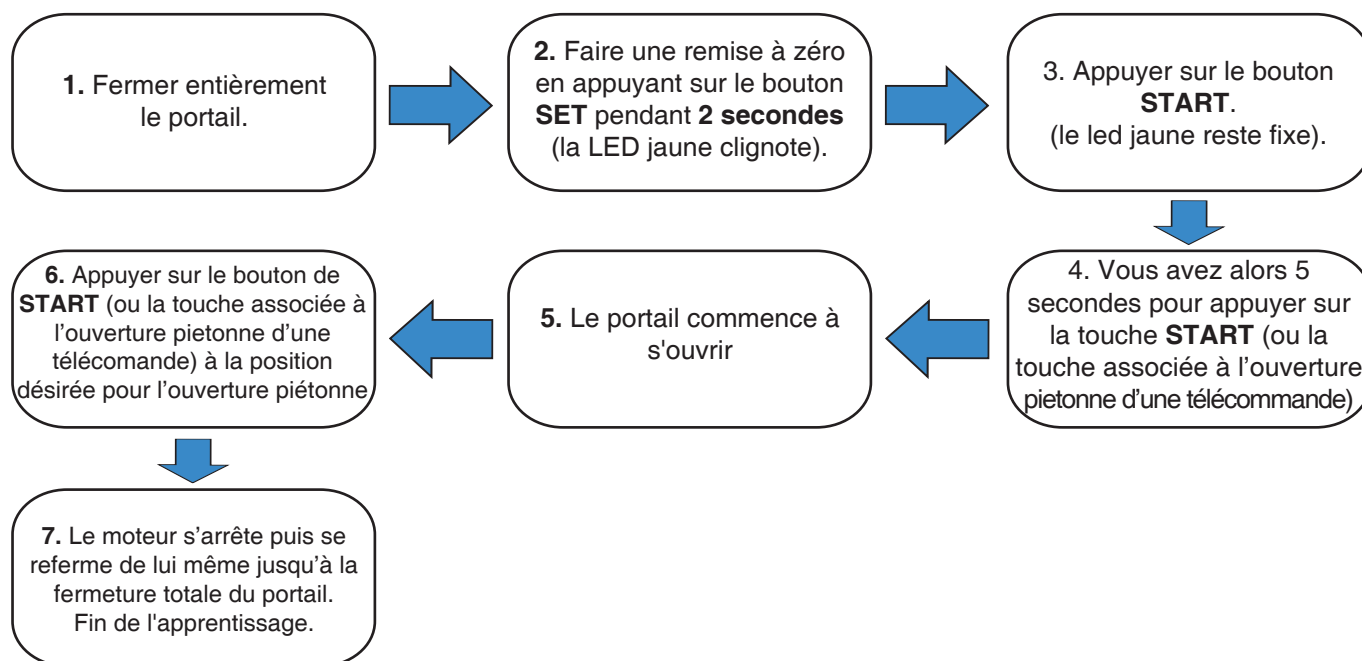 1. Fermer entièrement
le portail.
2. Faire une remise à zéro
en appuyant sur le bouton
SET pendant 2 secondes
(la LED jaune clignote).
3. Appuyer sur le bouton
START.
(le led jaune reste fixe).
4. Vous avez alors 5
secondes pour appuyer sur
la touche START (ou la
touche associée à l’ouverture
pietonne d’une télécommande)
5. Le portail commence à
s'ouvrir
6. Appuyer sur le bouton de
START (ou la touche associée à
l’ouverture pietonne d’une
télécomande) à la position
désirée pour l’ouverture piétonne
7. Le moteur s’arrête puis se
referme de lui même jusqu’à la
fermeture totale du portail.
Fin de l'apprentissage.